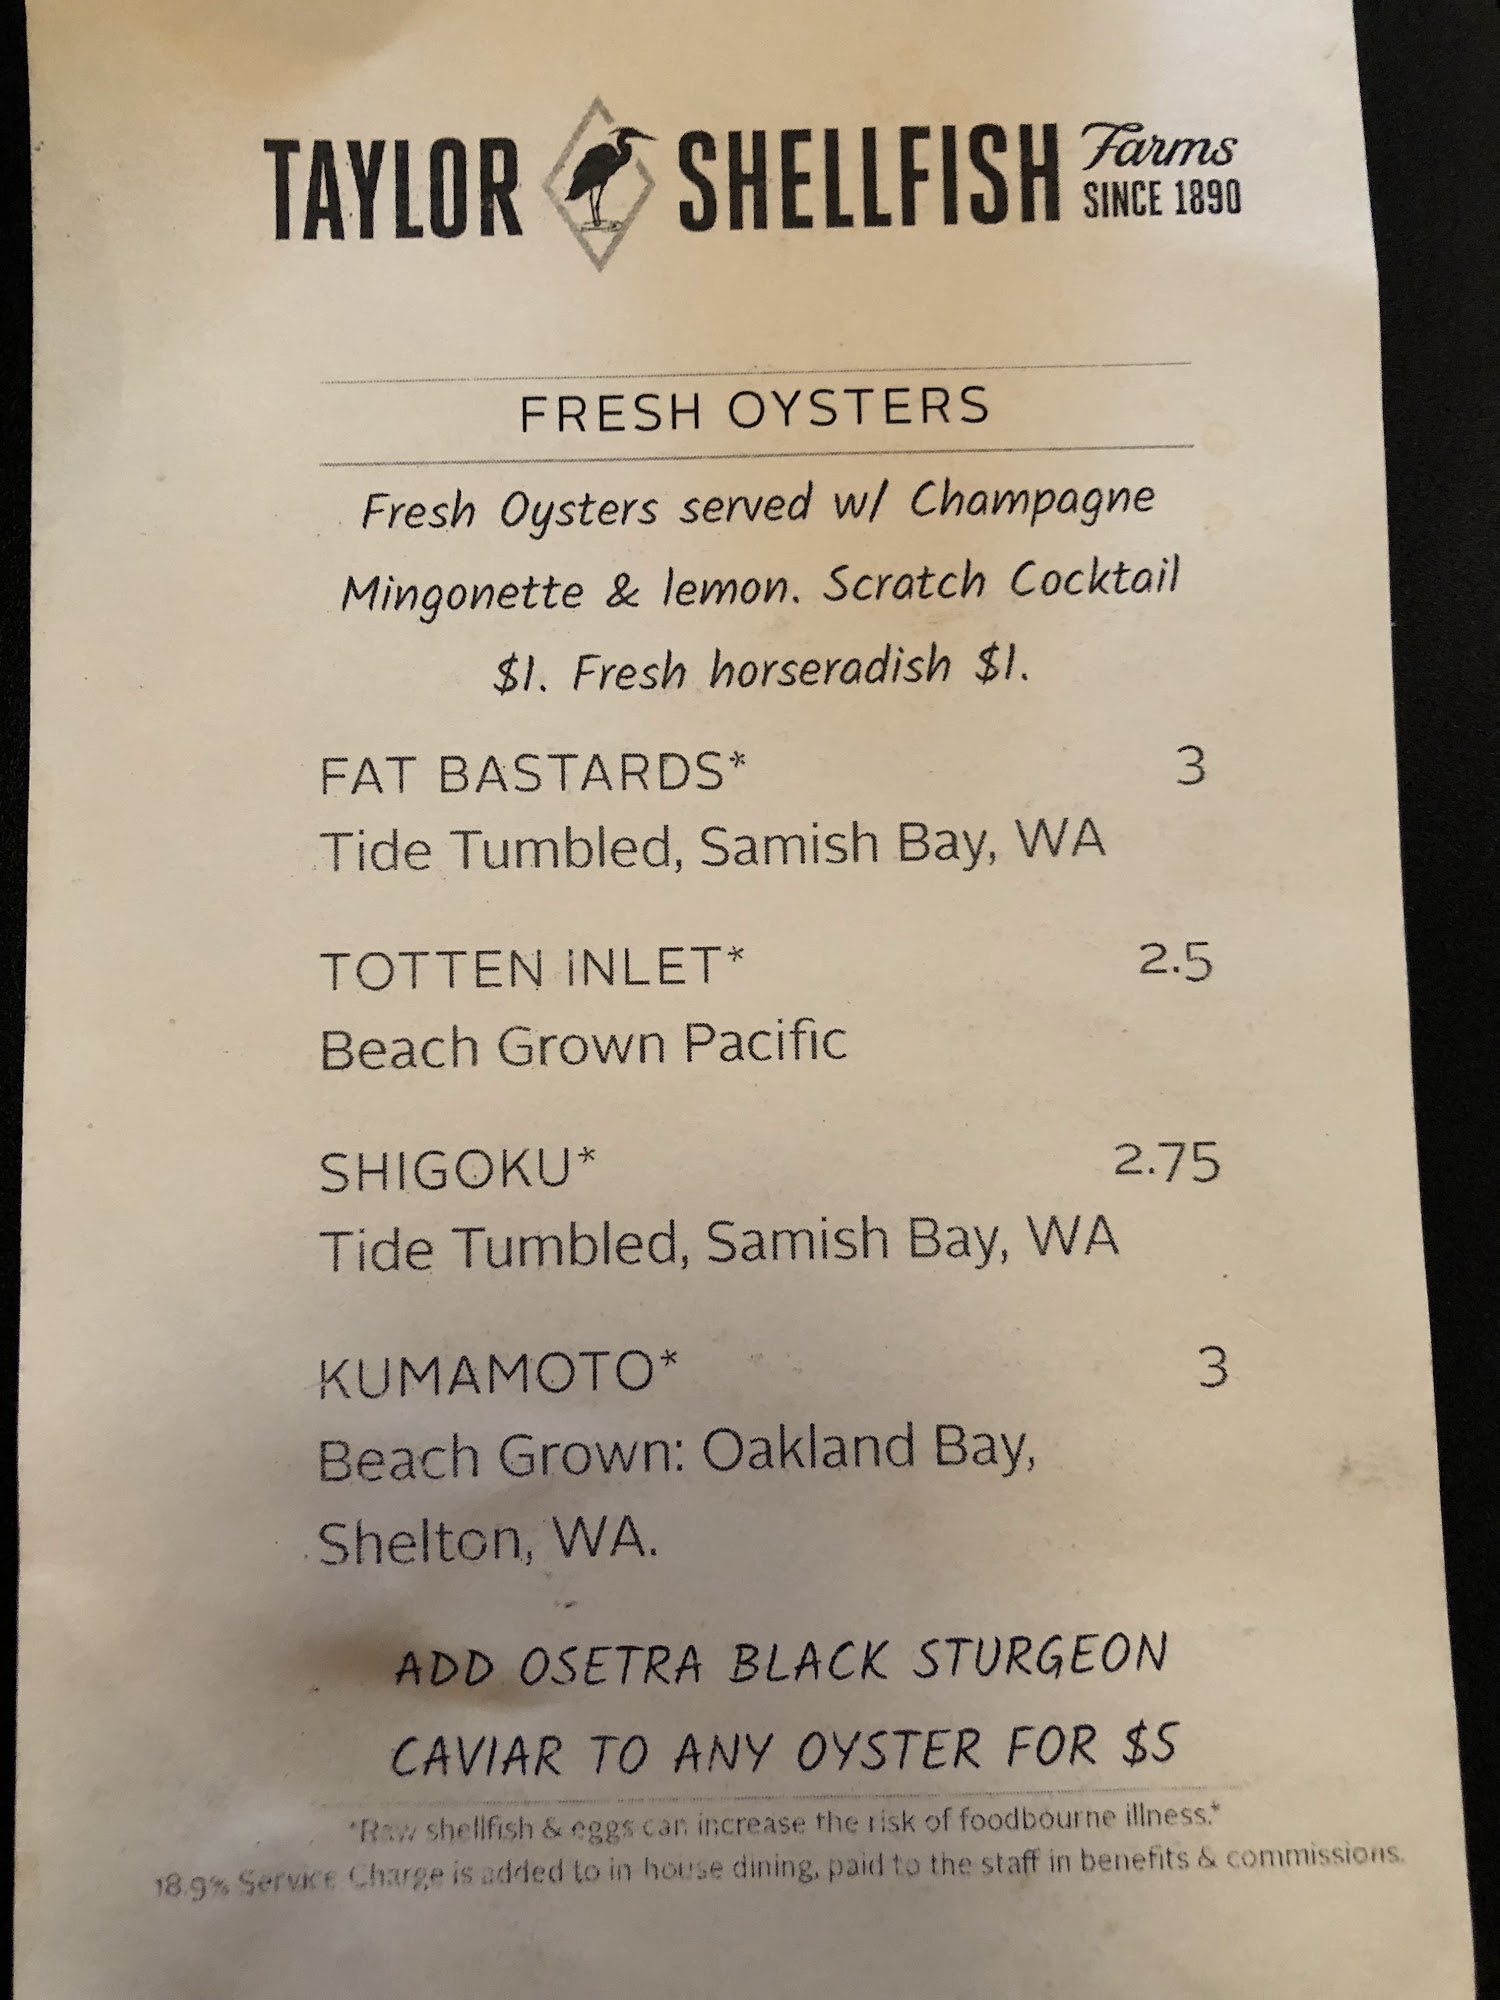 TAYLOR SHELLFISH Farms
SINCE 1890
FRESH OYSTERS
Fresh Oysters served w/ Champagne
Mingonette & lemon. Scratch Cocktail
$1. Fresh horseradish $1.
FAT BASTARDS* 3
Tide Tumbled, Samish Bay, WA
TOTTEN iNLET* 2.5
Beach Grown Pacific
SHIGOKU* 2.75
Tide Tumbled, Samish Bay, WA
KUMAMOTO* 3
Beach Grown: Oakland Bay,
Shelton, WA.
ADD OSETRA BLACK STURGEON
CAVIAR TO ANY OYSTER FOR $5
*Raw shellfish & eggs can increase the risk of foodbourne illness.*
18.9% Service Charge is added to in house dining, paid to the staff in benefits & commissions.